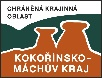 CHRÁNĚNÁ KRAJINNÁ
OBLAST
KOKOŘÍNSKO-
MÁCHŮV KRAJ